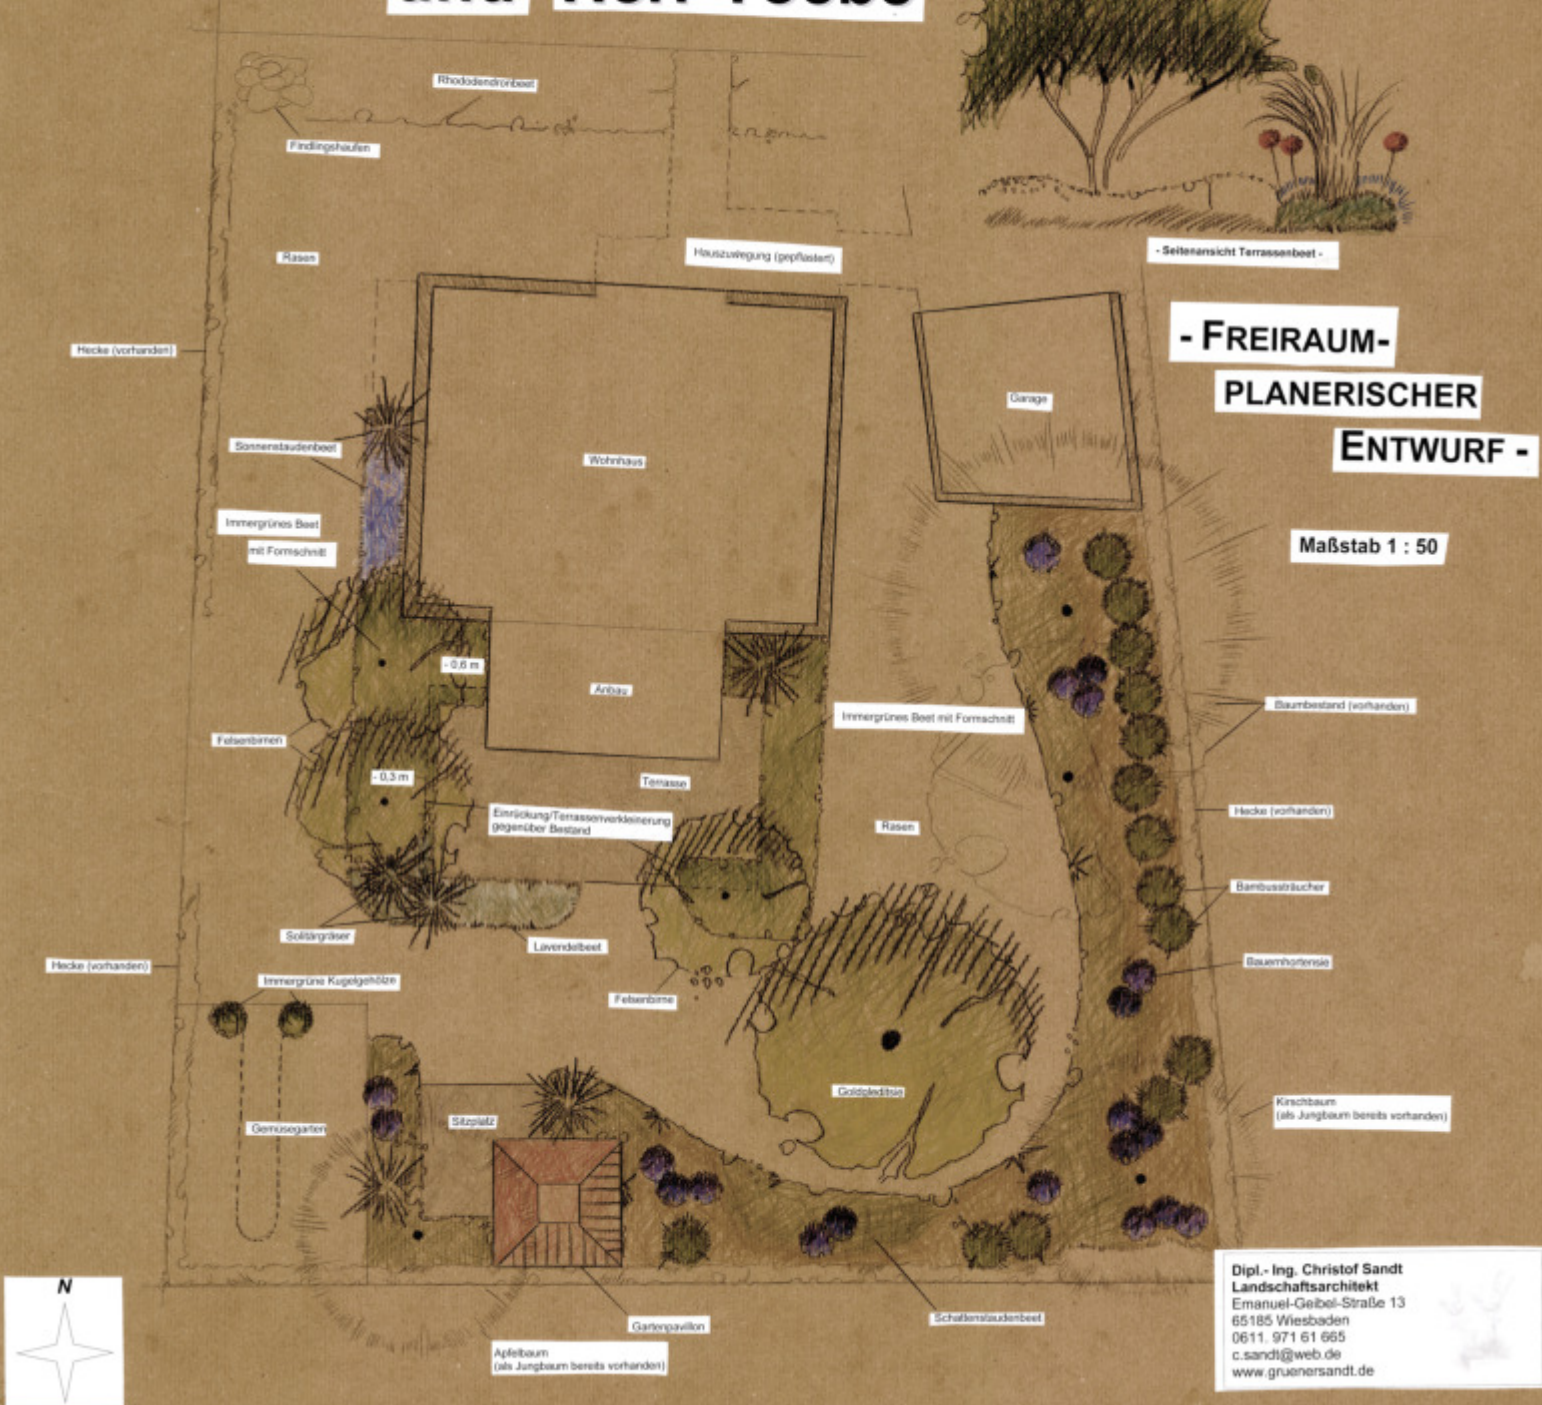 Rhododendronbeet
Findlingshaufen
Rasen
Hauszuwegung (gepflastert)
- Seitenansicht Terrassenbeet -
- FREIRAUM-
PLANERISCHER
ENTWURF -
Maßstab 1 : 50
Hecke (vorhanden)
Garage
Sonnenstaudenbeet
Wohnhaus
Immergrünes Beet
mit Formschnitt
- 0,6 m
Anbau
Immergrünes Beet mit Formschnitt
Baumbestand (vorhanden)
Felsenbirnen
- 0,3 m
Terrasse
Einrückung/Terrassenverkleinerung
gegenüber Bestand
Rasen
Hecke (vorhanden)
Bambussträucher
Solitärgräser
Lavendelbeet
Hecke (vorhanden)
Bauernhortensie
Immergrüne Kugelgehölze
Felsenbirne
Goldgleditsie
Kirschbaum
(als Jungbaum bereits vorhanden)
Gemüsegarten
Sitzplatz
N
Gartenpavillon
Schattenstaudenbeet
Apfelbaum
(als Jungbaum bereits vorhanden)
Dipl.- Ing. Christof Sandt
Landschaftsarchitekt
Emanuel-Geibel-Straße 13
65185 Wiesbaden
0611. 971 61 665
c.sandt@web.de
www.gruenersandt.de